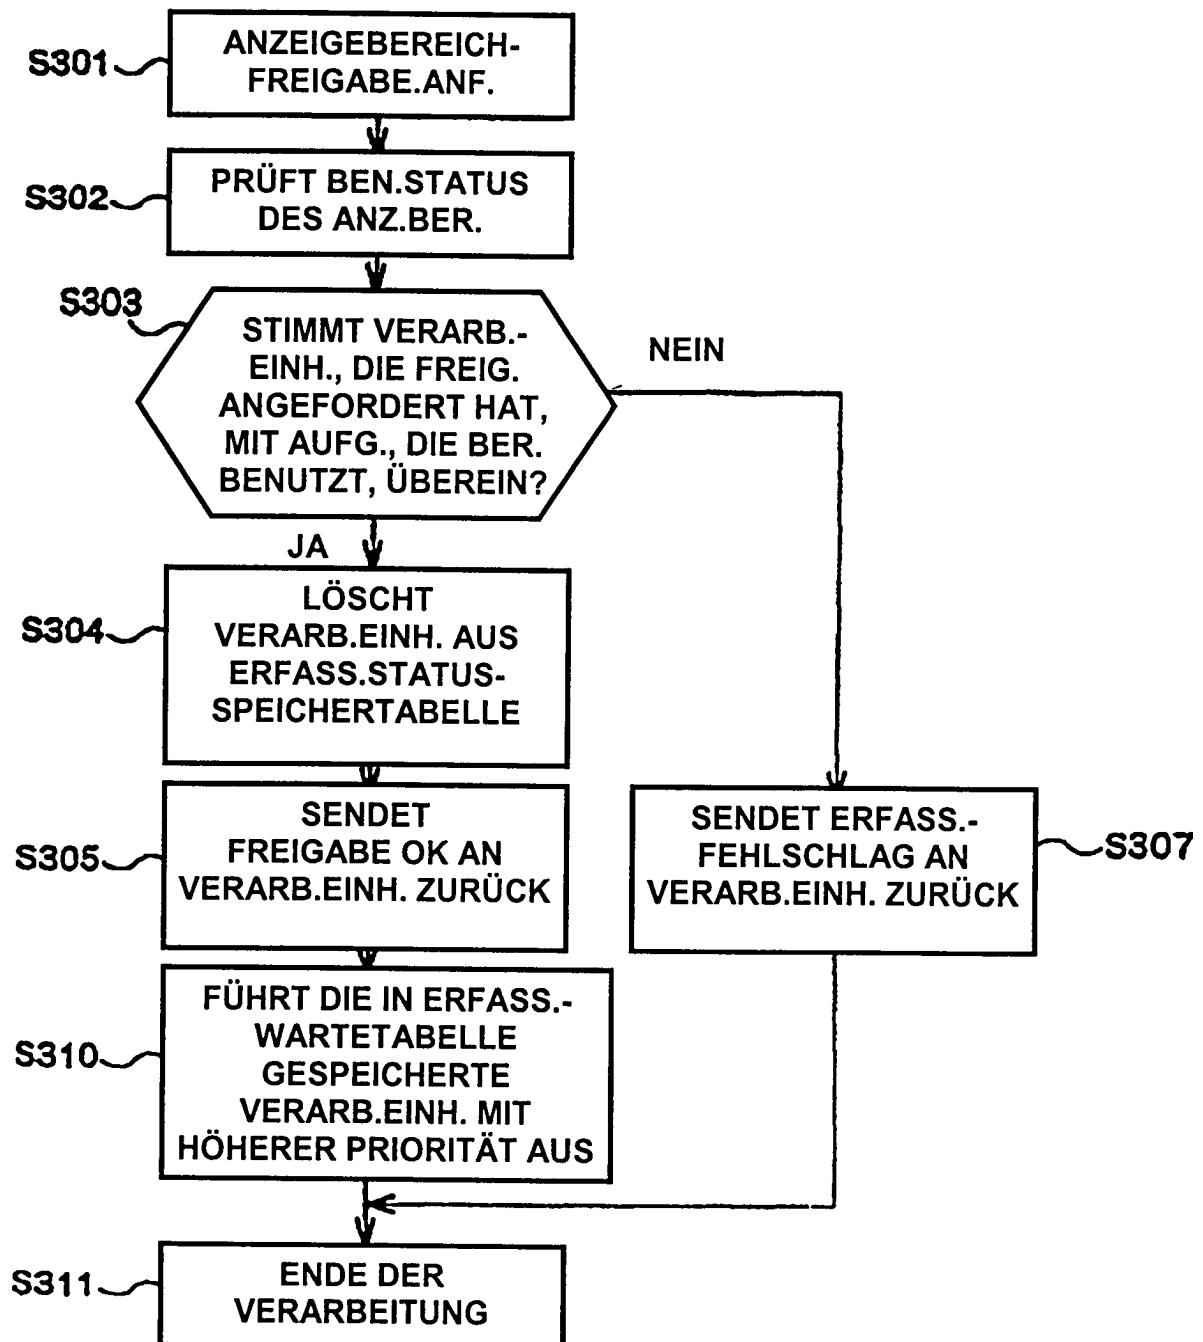 S301
ANZEIGEBEREICH-
FREIGABE.ANF.
S302
PRÜFT BEN.STATUS
DES ANZ.BER.
S303
STIMMT VERARB.-
EINH., DIE FREIG.
ANGEFORDERT HAT,
MIT AUFG., DIE BER.
BENUTZT, ÜBEREIN?
NEIN
JA
S304
LÖSCHT
VERARB.EINH. AUS
ERFASS.STATUS-
SPEICHERTABELLE
S305
SENDET
FREIGABE OK AN
VERARB.EINH. ZURÜCK
SENDET ERFASS.-
FEHLSCHLAG AN
VERARB.EINH. ZURÜCK
S307
S310
FÜHRT DIE IN ERFASS.-
WARTETABELLE
GESPEICHERTE
VERARB.EINH. MIT
HÖHERER PRIORITÄT AUS
S311
ENDE DER
VERARBEITUNG